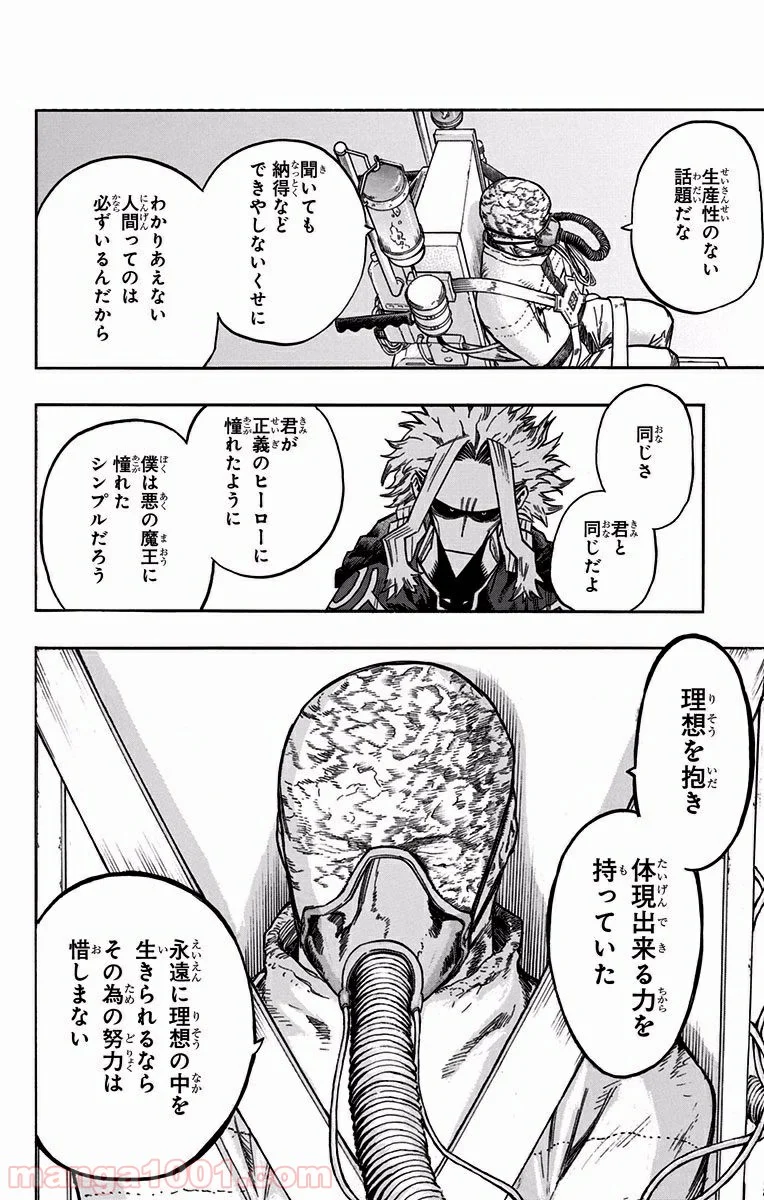 生産性のない
話題だな
聞いても
納得など
できやしないくせに
わかりあえない
人間ってのは
必ずいるんだから
同じさ
君と
同じだよ
君が
正義のヒーローに
憧れたように
僕は悪の魔王に
憧れた
シンプルだろう
理想を抱き
体現出来る力を
持っていた
永遠に理想の中を
生きられるなら
その為の努力は
惜しまない
manga1001.com